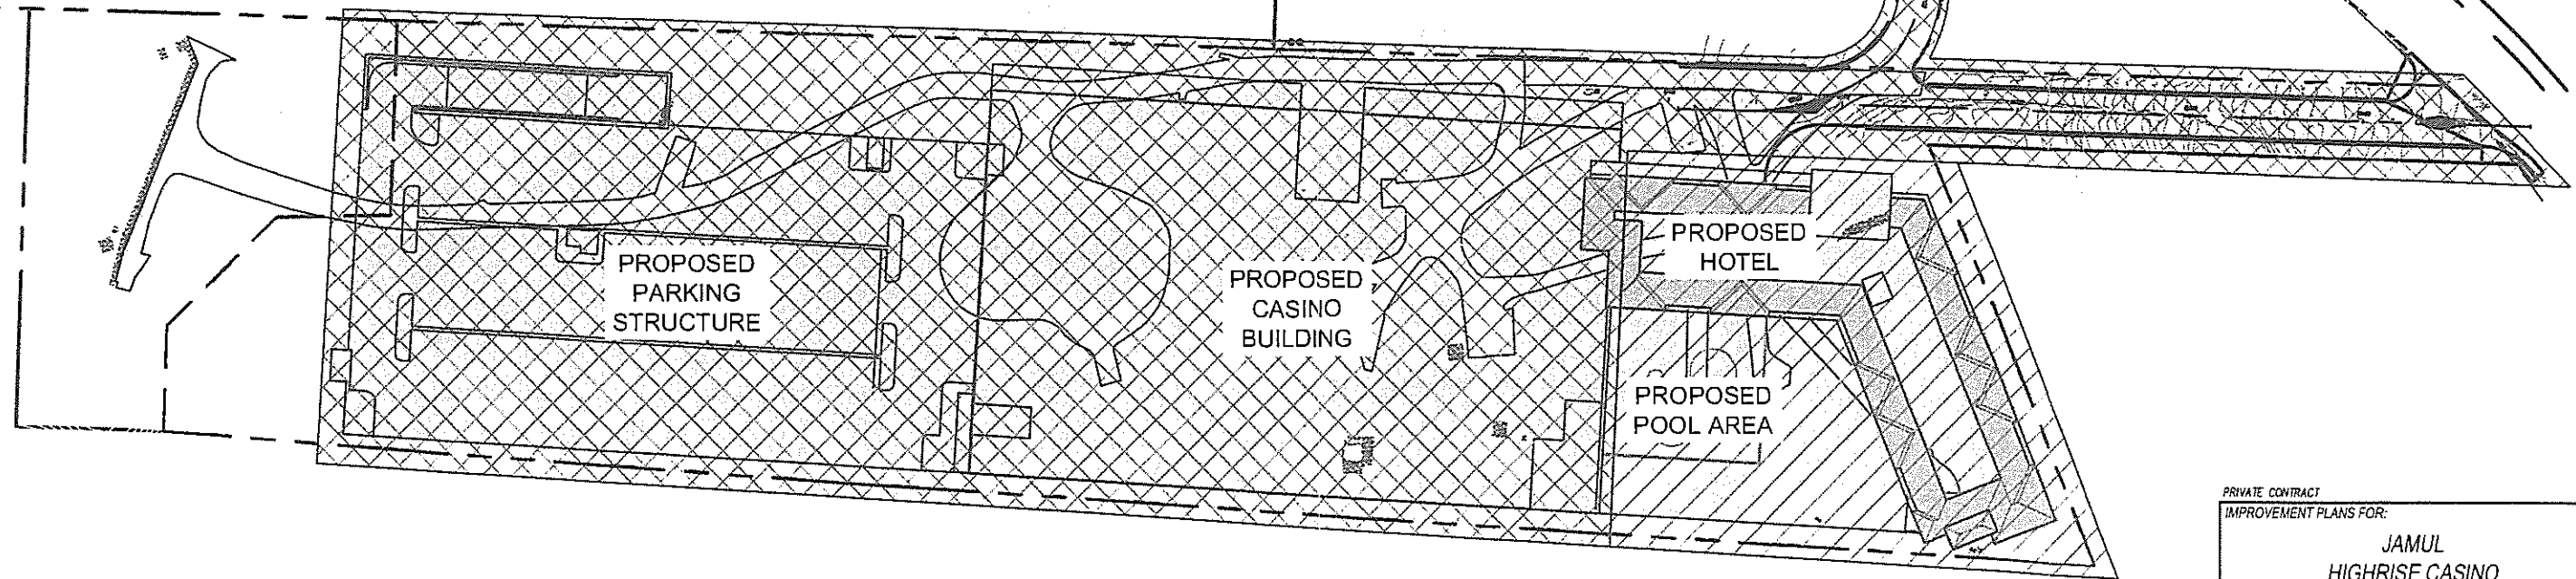 PROPOSED
PARKING
STRUCTURE
PROPOSED
CASINO
BUILDING
PROPOSED
HOTEL
PROPOSED
POOL AREA
PRIVATE CONTRACT
IMPROVEMENT PLANS FOR:
JAMUL
HIGHRISE CASINO